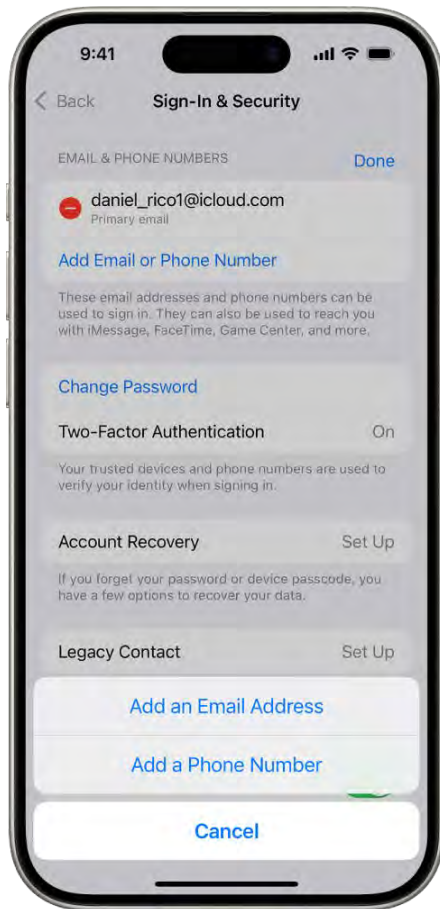 9:41
Back
Sign-In & Security
EMAIL & PHONE NUMBERS
Done
daniel_rico1@icloud.com
Primary email
Add Email or Phone Number
These email addresses and phone numbers can be
used to sign in. They can also be used to reach you
with iMessage, FaceTime, Game Center, and more.
Change Password
Two-Factor Authentication
On
Your trusted devices and phone numbers are used to
verify your identity when signing in.
Account Recovery
Set Up
If you forget your password or device passcode, you
have a few options to recover your data.
Legacy Contact
Set Up
Add an Email Address
Add a Phone Number
Cancel